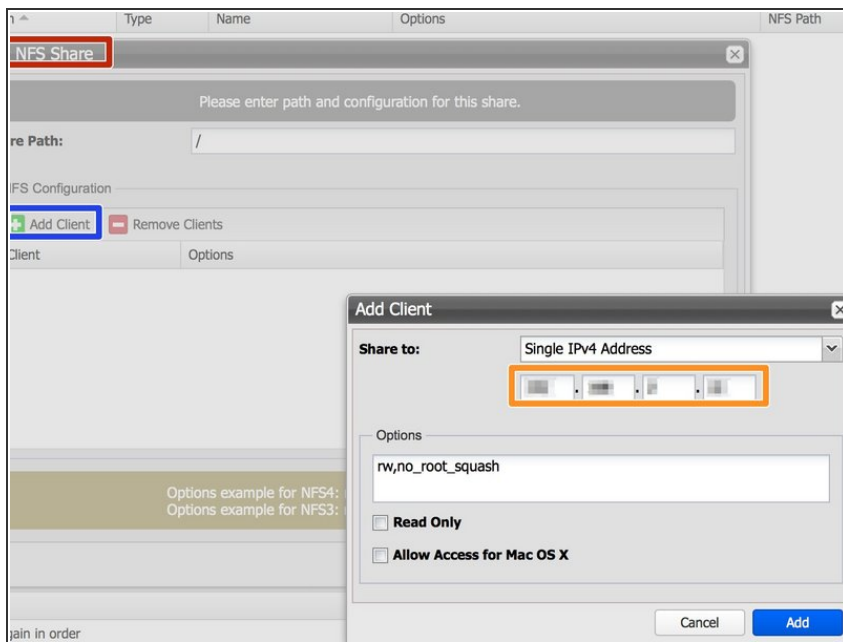 Type Name Options NFS Path
NFS Share
Please enter path and configuration for this share.
re Path: /
NFS Configuration
Add Client Remove Clients
Client Options
Add Client
Share to: Single IPv4 Address
. . .
Options
rw,no_root_squash
Options example for NFS4:
Options example for NFS3:
Read Only
Allow Access for Mac OS X
Cancel Add
gain in order